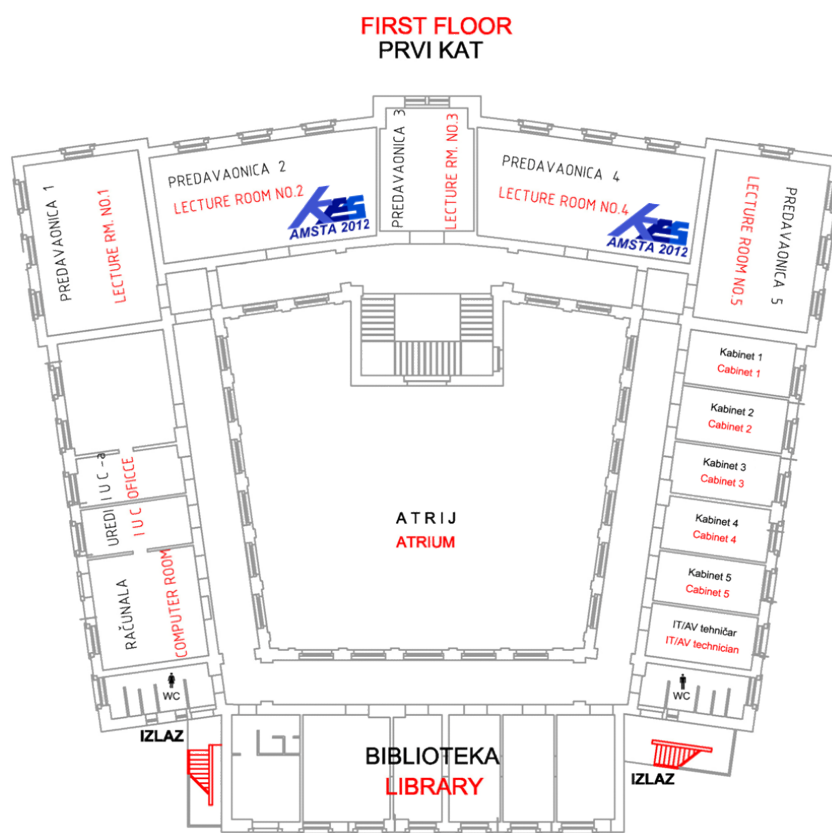 FIRST FLOOR
PRVI KAT
PREDAVAONICA 1
LECTURE RM. NO.1
PREDAVAONICA 2
LECTURE ROOM NO.2
KES
AMSTA 2012
PREDAVAONICA 3
LECTURE RM. NO.3
PREDAVAONICA 4
LECTURE ROOM NO.4
KES
AMSTA 2012
PREDAVAONICA 5
LECTURE ROOM NO.5
Kabinet 1
Cabinet 1
Kabinet 2
Cabinet 2
Kabinet 3
Cabinet 3
Kabinet 4
Cabinet 4
Kabinet 5
Cabinet 5
IT/AV tehničar
IT/AV technician
UREDI I U C -a
I U C OFICCE
RAČUNALA
COMPUTER ROOM
ATRIJ
ATRIUM
WC
WC
IZLAZ
IZLAZ
BIBLIOTEKA
LIBRARY